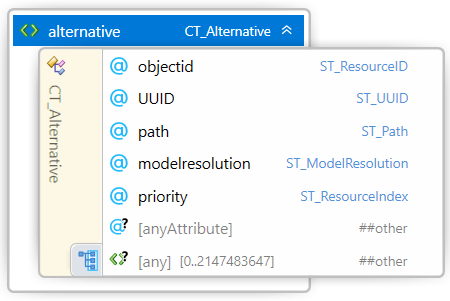 alternative CT_Alternative
CT_Alternative
@ objectid ST_ResourceID
@ UUID ST_UUID
@ path ST_Path
@ modelresolution ST_ModelResolution
@ priority ST_ResourceIndex
@? [anyAttribute] ##other
<>? [any] [0..2147483647] ##other